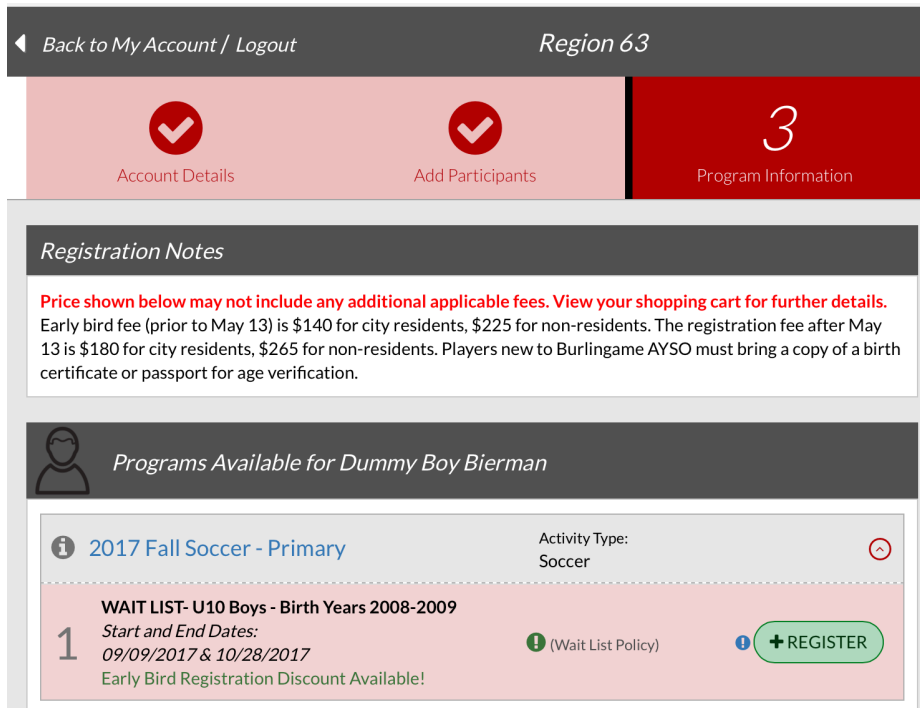 Back to My Account / Logout
Region 63
Account Details
Add Participants
3
Program Information
Registration Notes
Price shown below may not include any additional applicable fees. View your shopping cart for further details.
Early bird fee (prior to May 13) is $140 for city residents, $225 for non-residents. The registration fee after May
13 is $180 for city residents, $265 for non-residents. Players new to Burlingame AYSO must bring a copy of a birth
certificate or passport for age verification.
Programs Available for Dummy Boy Bierman
2017 Fall Soccer - Primary
Activity Type:
Soccer
1
WAIT LIST- U10 Boys - Birth Years 2008-2009
Start and End Dates:
09/09/2017 & 10/28/2017
Early Bird Registration Discount Available!
(Wait List Policy)
+ REGISTER